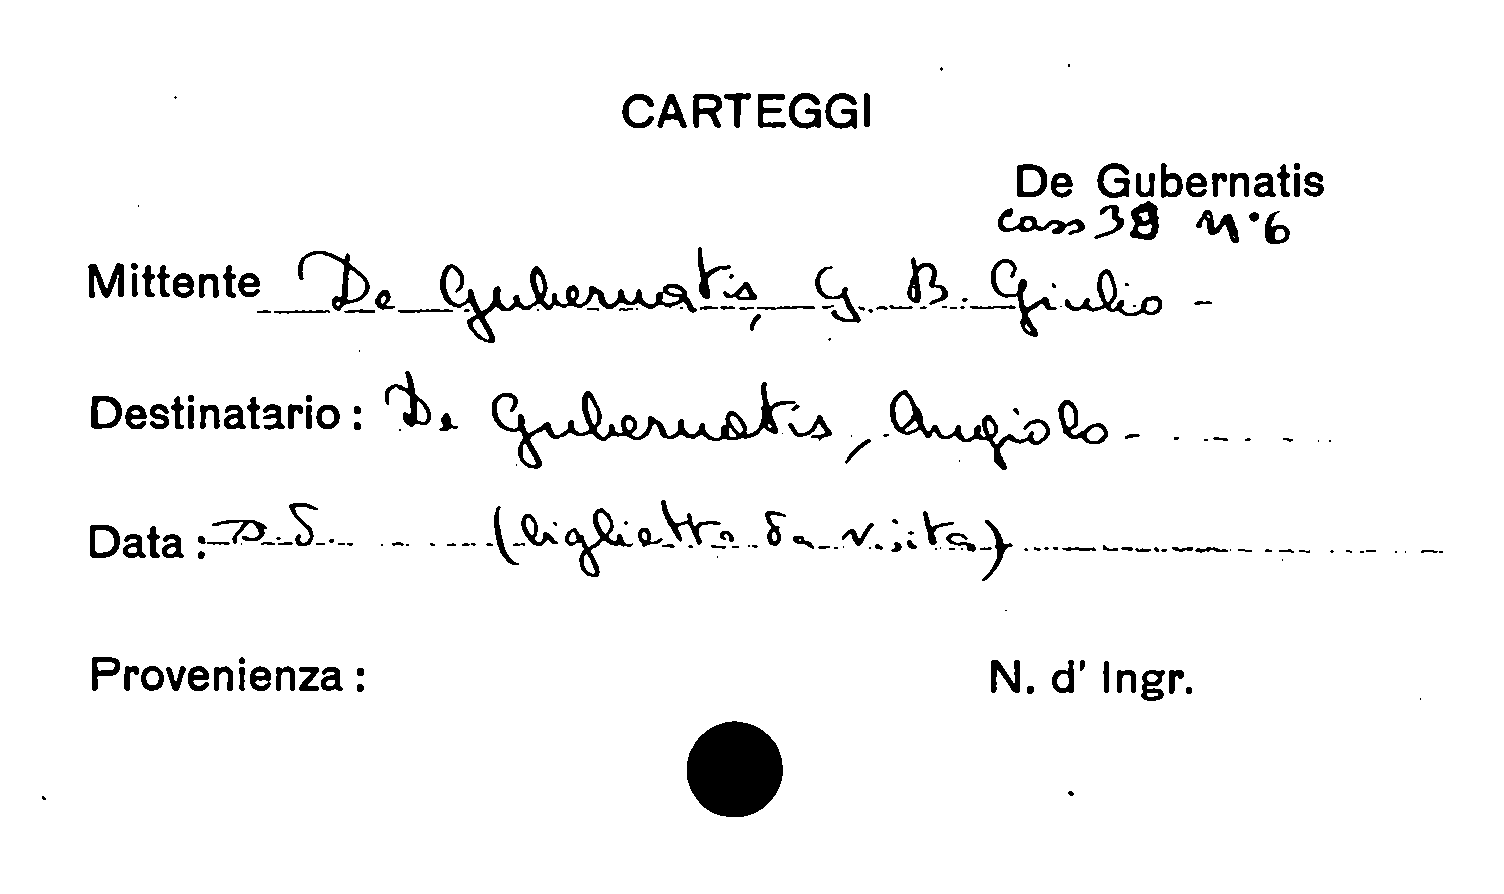 CARTEGGI
De Gubernatis
cass 39 N.6
Mittente De Gubernatis, G. B. Giulio -
Destinatario: De Gubernatis, Angiolo -
Data: s.d. (biglietto da visita)
Provenienza: N. d' Ingr.